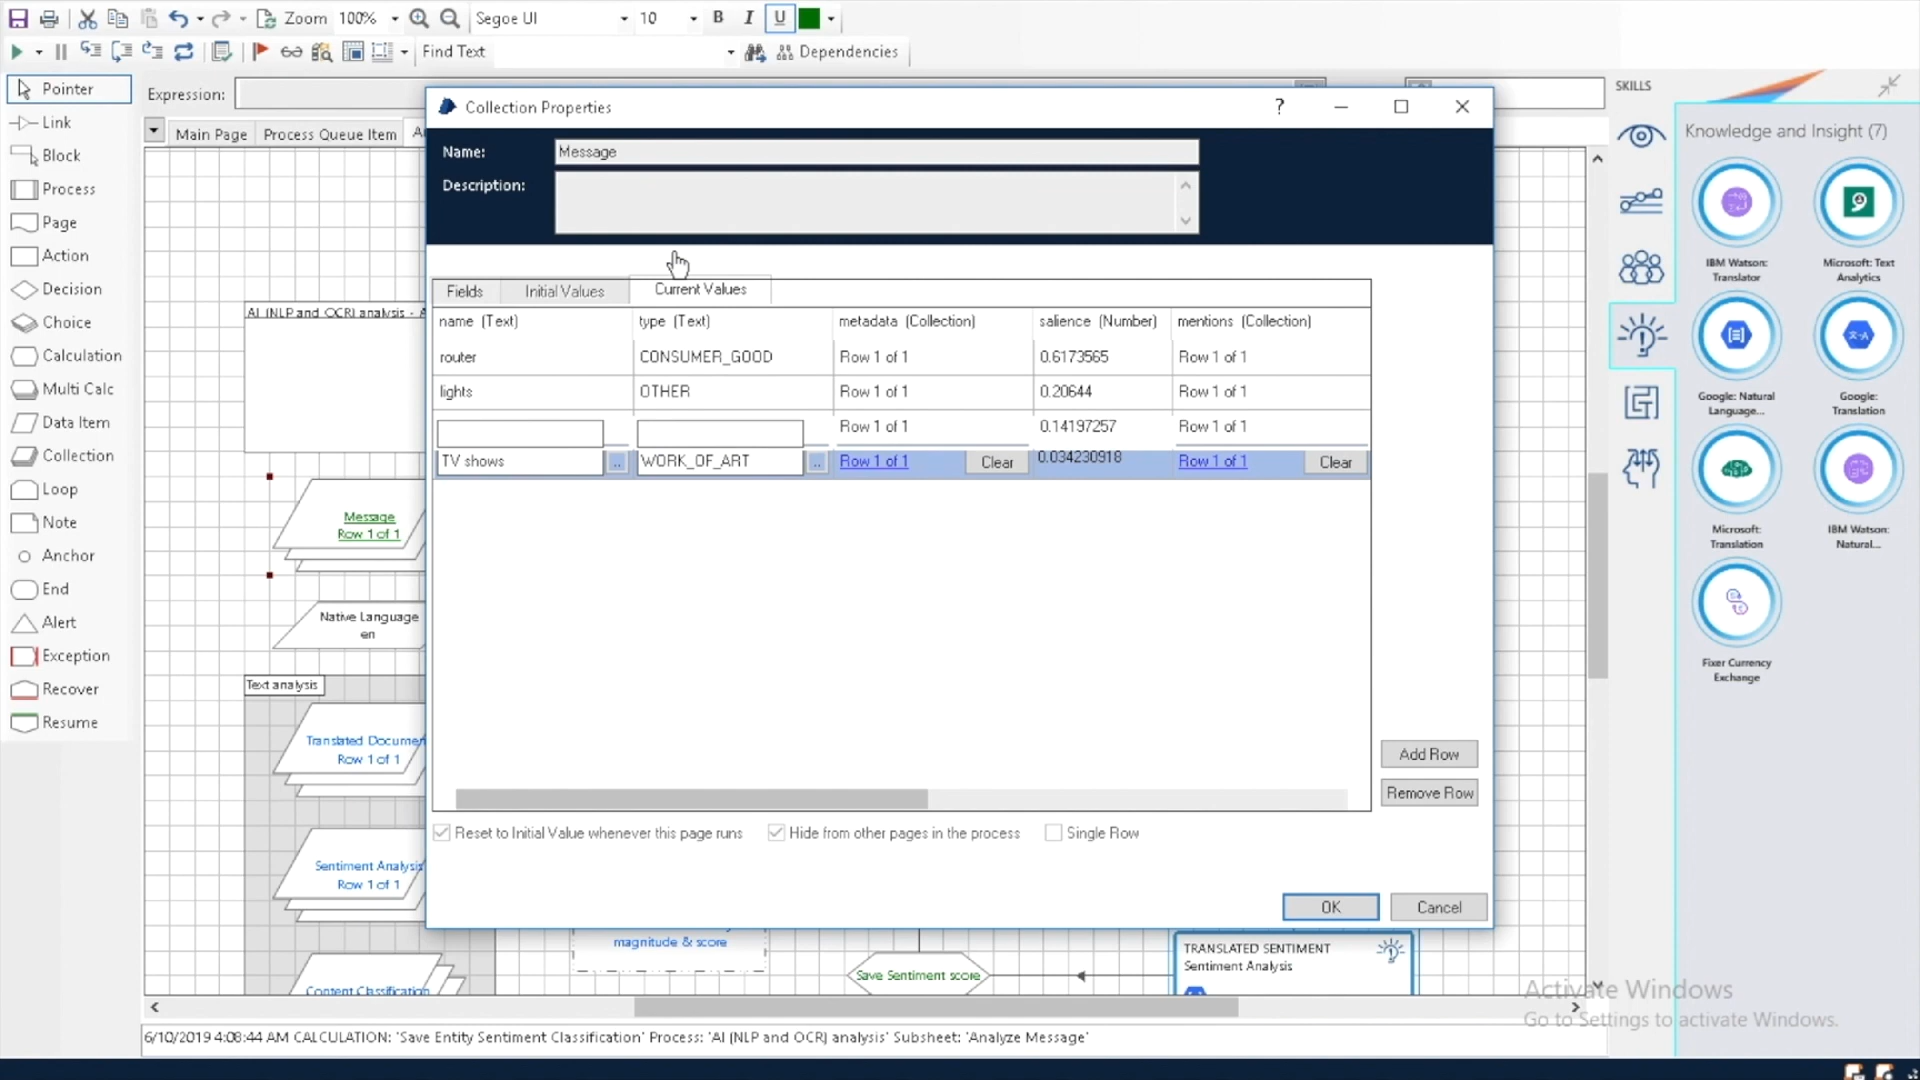 Zoom 100% Segoe UI 10 B I U
Find Text Dependencies
Pointer
Link
Block
Process
Page
Action
Decision
Choice
Calculation
Multi Calc
Data Item
Collection
Loop
Note
Anchor
End
Alert
Exception
Recover
Resume
Expression:
Main Page Process Queue Item
AI (NLP and OCR) analysis -
Message
Row 1 of 1
Native Language
en
Text analysis
Translated Documen
Row 1 of 1
Sentiment Analysis
Row 1 of 1
Content Classification
Collection Properties ?
Name: Message
Description:
Fields Initial Values Current Values
name (Text) type (Text) metadata (Collection) salience (Number) mentions (Collection)
router CONSUMER_GOOD Row 1 of 1 0.6173565 Row 1 of 1
lights OTHER Row 1 of 1 0.20644 Row 1 of 1
Row 1 of 1 0.14197257 Row 1 of 1
TV shows .. WORK_OF_ART .. Row 1 of 1 Clear 0.034230918 Row 1 of 1 Clear
Add Row
Remove Row
Reset to Initial Value whenever this page runs Hide from other pages in the process Single Row
OK Cancel
magnitude & score
Save Sentiment score
TRANSLATED SENTIMENT
Sentiment Analysis
SKILLS
Knowledge and Insight (7)
IBM Watson:
Translator
Microsoft: Text
Analytics
Google: Natural
Language...
Google:
Translation
Microsoft:
Translation
IBM Watson:
Natural...
Fixer Currency
Exchange
Activate Windows
Go to Settings to activate Windows.
6/10/2019 4:08:44 AM CALCULATION: 'Save Entity Sentiment Classification' Process: 'AI (NLP and OCR) analysis' Subsheet: 'Analyze Message'